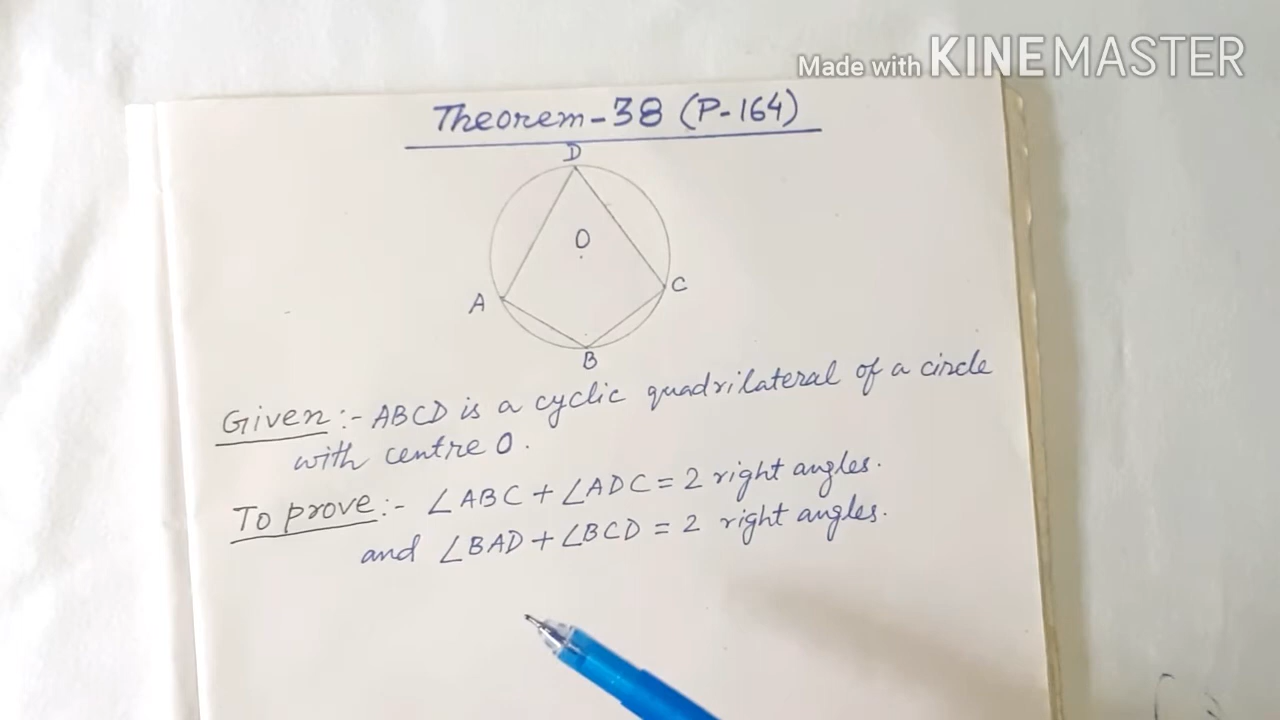 Made with KINEMASTER
Theorem-38 (P-164)
D
O
A
C
B
Given:- ABCD is a cyclic quadrilateral of a circle
with centre O.
To prove:- ∠ABC + ∠ADC = 2 right angles.
and ∠BAD + ∠BCD = 2 right angles.